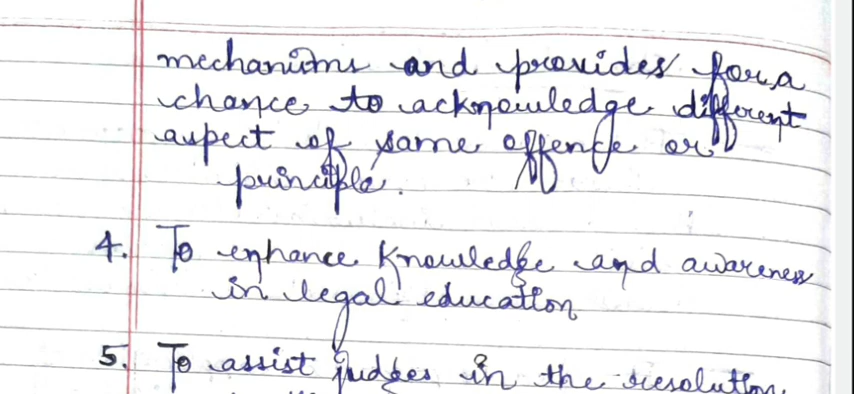 mechanisms and provides for a
chance to acknowledge different
aspect of same offence or
principle.
4. To enhance knowledge and awareness
in legal education
5. To assist judges in the resolution